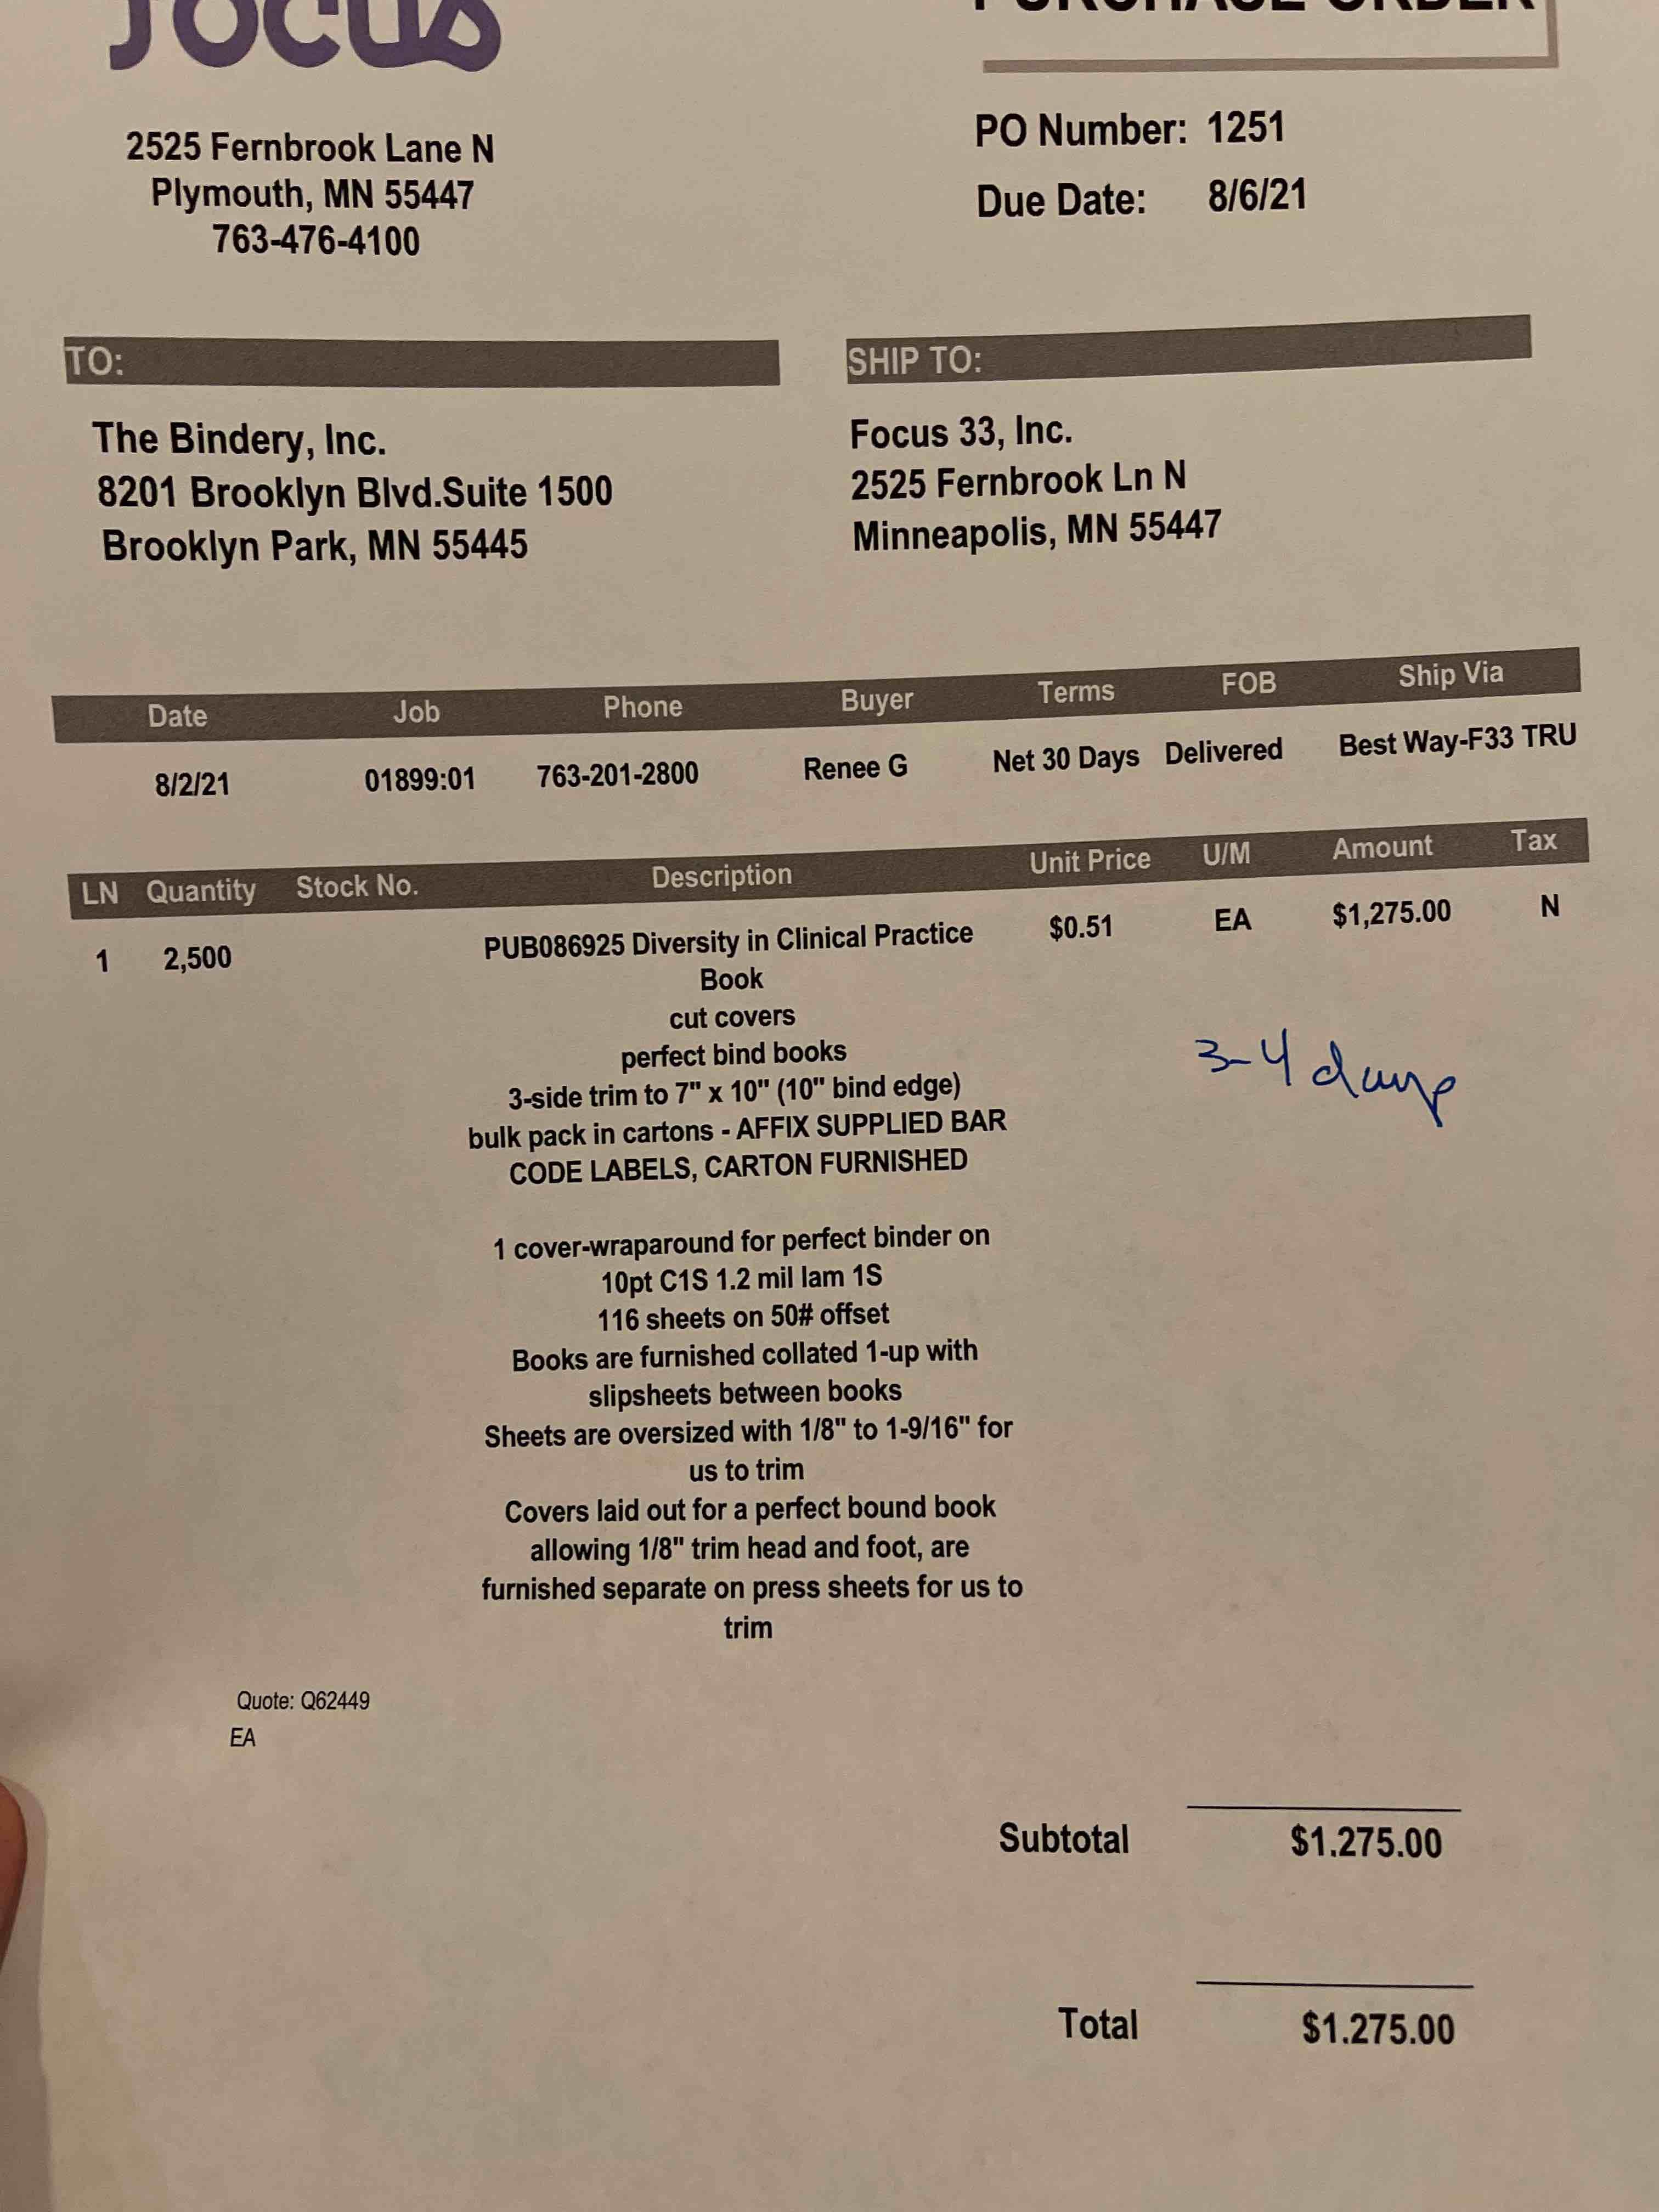 focus
PURCHASE ORDER
2525 Fernbrook Lane N
Plymouth, MN 55447
763-476-4100
PO Number: 1251
Due Date: 8/6/21
TO:
The Bindery, Inc.
8201 Brooklyn Blvd.Suite 1500
Brooklyn Park, MN 55445
SHIP TO:
Focus 33, Inc.
2525 Fernbrook Ln N
Minneapolis, MN 55447
Date Job Phone Buyer Terms FOB Ship Via
8/2/21 01899:01 763-201-2800 Renee G Net 30 Days Delivered Best Way-F33 TRU
LN Quantity Stock No. Description Unit Price U/M Amount Tax
1 2,500 PUB086925 Diversity in Clinical Practice $0.51 EA $1,275.00 N
Book
cut covers
perfect bind books
3-side trim to 7" x 10" (10" bind edge)
bulk pack in cartons - AFFIX SUPPLIED BAR
CODE LABELS, CARTON FURNISHED
3-4 days
1 cover-wraparound for perfect binder on
10pt C1S 1.2 mil lam 1S
116 sheets on 50# offset
Books are furnished collated 1-up with
slipsheets between books
Sheets are oversized with 1/8" to 1-9/16" for
us to trim
Covers laid out for a perfect bound book
allowing 1/8" trim head and foot, are
furnished separate on press sheets for us to
trim
Quote: Q62449
EA
Subtotal $1.275.00
Total $1.275.00